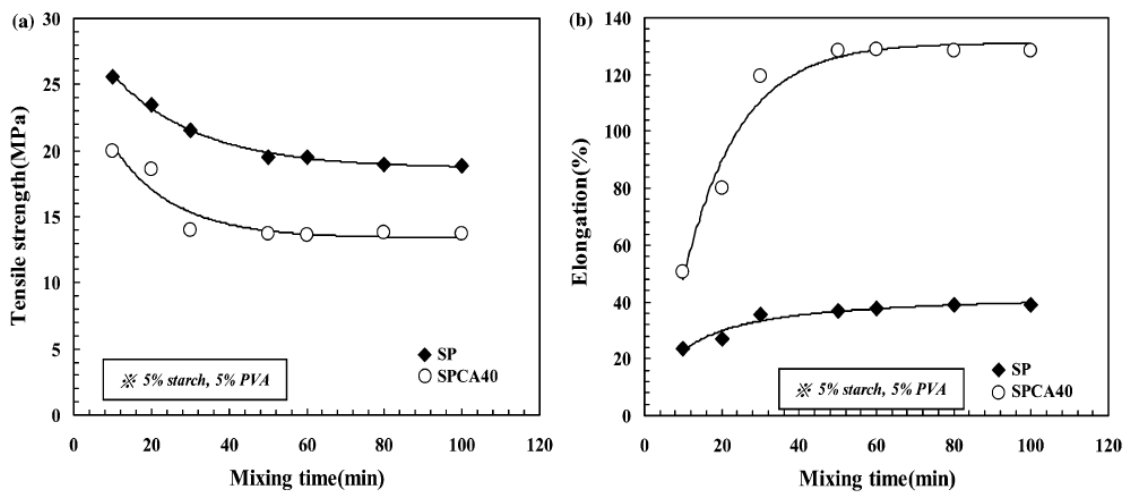 (a)
30
25
20
15
10
5
0
Tensile strength(MPa)
SP
SPCA40
※ 5% starch, 5% PVA
0 20 40 60 80 100 120
Mixing time(min)
(b)
140
120
100
80
60
40
20
0
Elongation(%)
SP
SPCA40
※ 5% starch, 5% PVA
0 20 40 60 80 100 120
Mixing time(min)